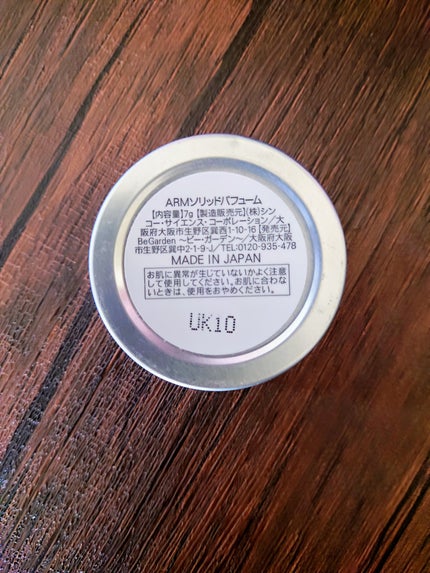 ARMソリッドパフューム
【内容量】7g【製造販売元】(株)シン
コー・サイエンス・コーポレーション/大
阪府大阪市生野区巽西1-10-16【発売元】
BeGarden ～ビー・ガーデン～/大阪府大阪
市生野区巽中2-1-9-J/TEL0120-935-478
MADE IN JAPAN
お肌に異常が生じていないかよく注意
して使用してください。お肌に合わな
いときは、使用をおやめください。
UK10